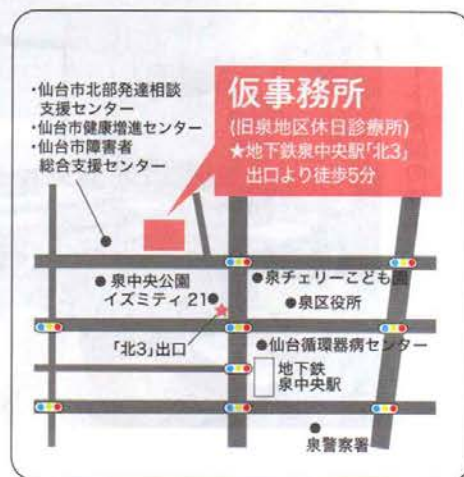 ・仙台市北部発達相談
支援センター
・仙台市健康増進センター
・仙台市障害者
総合支援センター
仮事務所
(旧泉地区休日診療所)
★地下鉄泉中央駅「北3」
出口より徒歩5分
●泉中央公園
イズミティ21●
●泉チェリーこども園
●泉区役所
「北3」出口
●仙台循環器病センター
地下鉄
泉中央駅
泉警察署